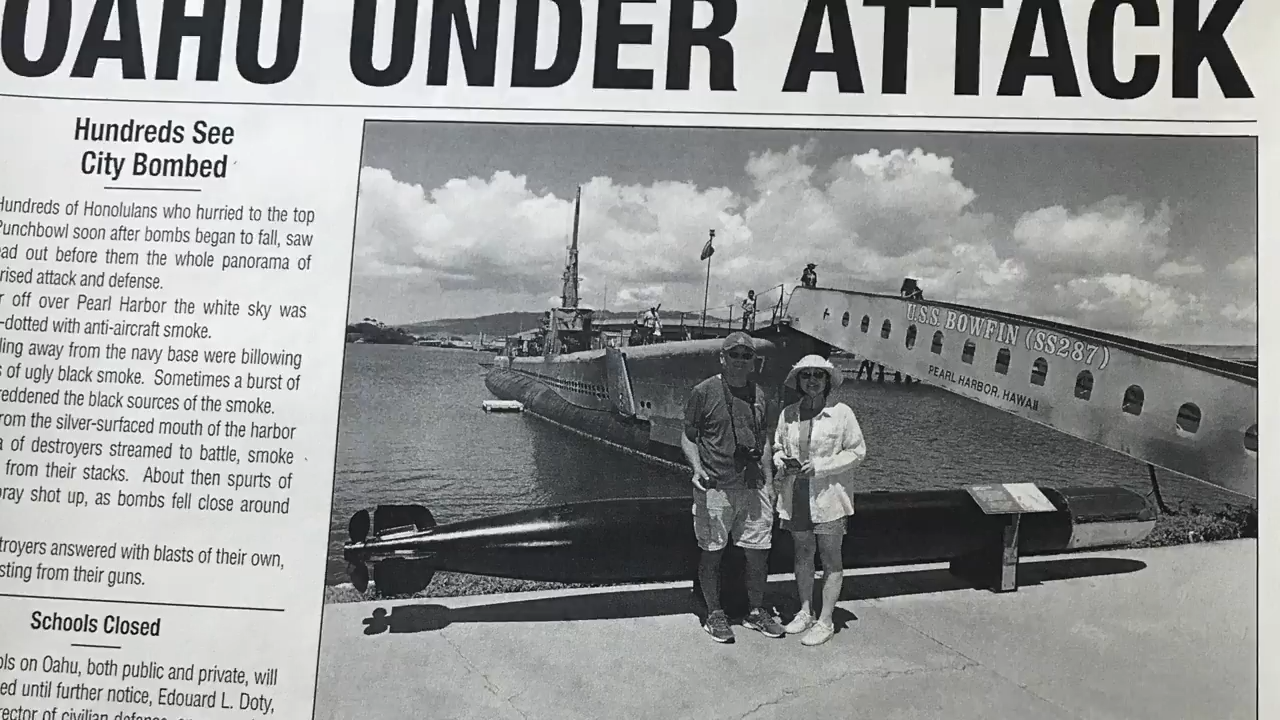 OAHU UNDER ATTACK
Hundreds See
City Bombed
Hundreds of Honolulans who hurried to the top
Punchbowl soon after bombs began to fall, saw
ead out before them the whole panorama of
rised attack and defense.
r off over Pearl Harbor the white sky was
-dotted with anti-aircraft smoke.
ling away from the navy base were billowing
s of ugly black smoke. Sometimes a burst of
reddened the black sources of the smoke.
rom the silver-surfaced mouth of the harbor
a of destroyers streamed to battle, smoke
from their stacks. About then spurts of
ray shot up, as bombs fell close around
troyers answered with blasts of their own,
sting from their guns.
Schools Closed
ols on Oahu, both public and private, will
ed until further notice, Edouard L. Doty,
rector of civilian defense,
U.S.S. BOWFIN (SS287)
PEARL HARBOR, HAWAII